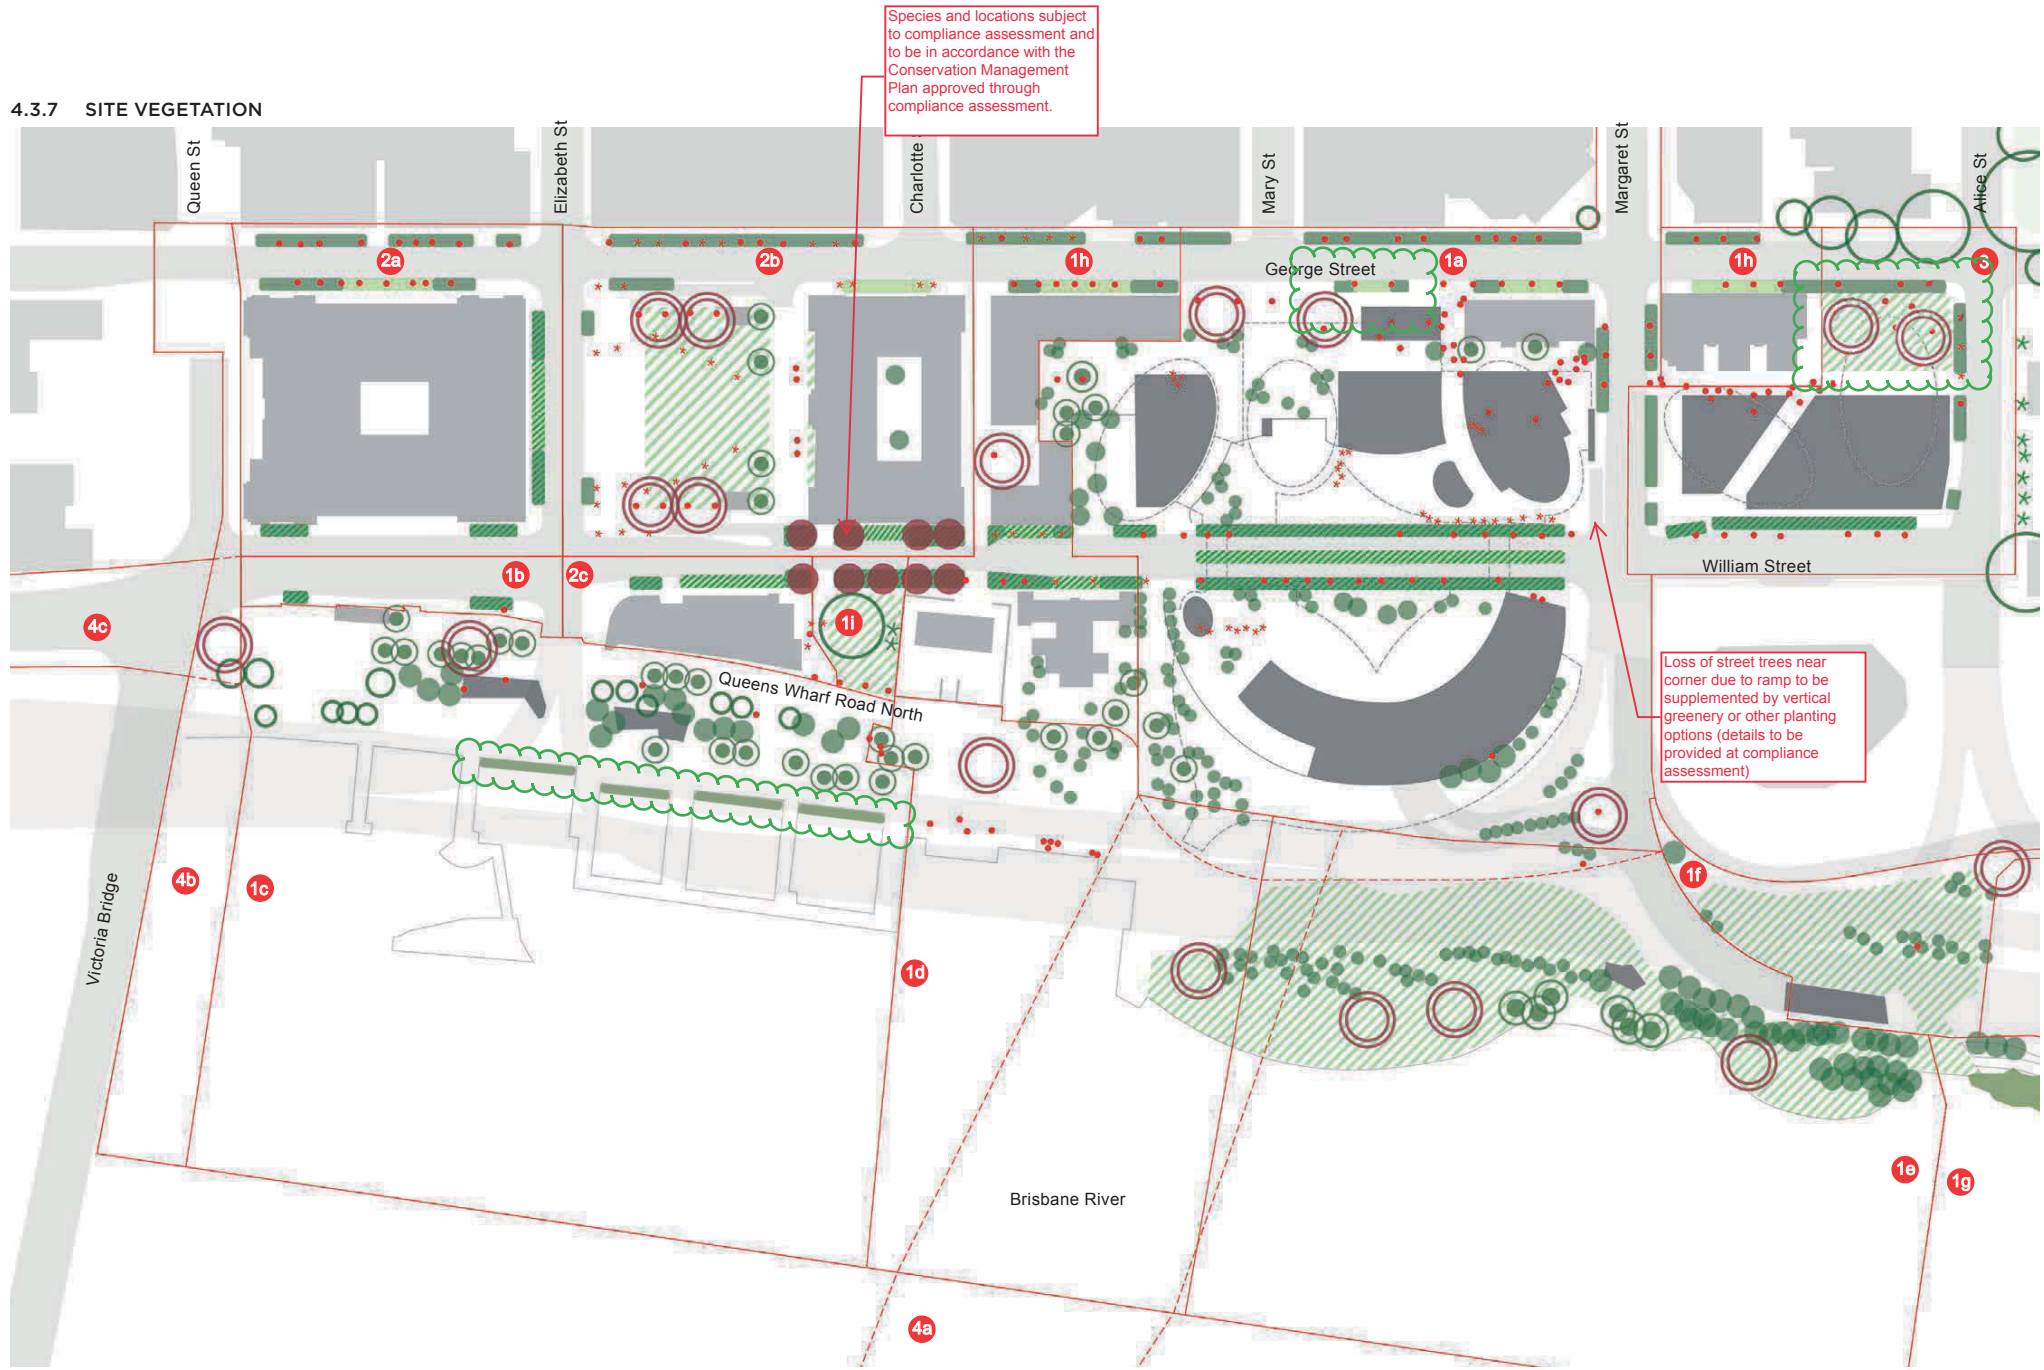 Species and locations subject
to compliance assessment and
to be in accordance with the
Conservation Management
Plan approved through
compliance assessment.
4.3.7 SITE VEGETATION
Queen St
Elizabeth St
Charlotte
Mary St
Margaret St
Alice St
2a
2b
1h
George Street
1a
1h
3
1b
2c
William Street
4c
1i
Queens Wharf Road North
Loss of street trees near
corner due to ramp to be
supplemented by vertical
greenery or other planting
options (details to be
provided at compliance
assessment)
Victoria Bridge
4b
1c
1f
1d
1e
1g
Brisbane River
4a